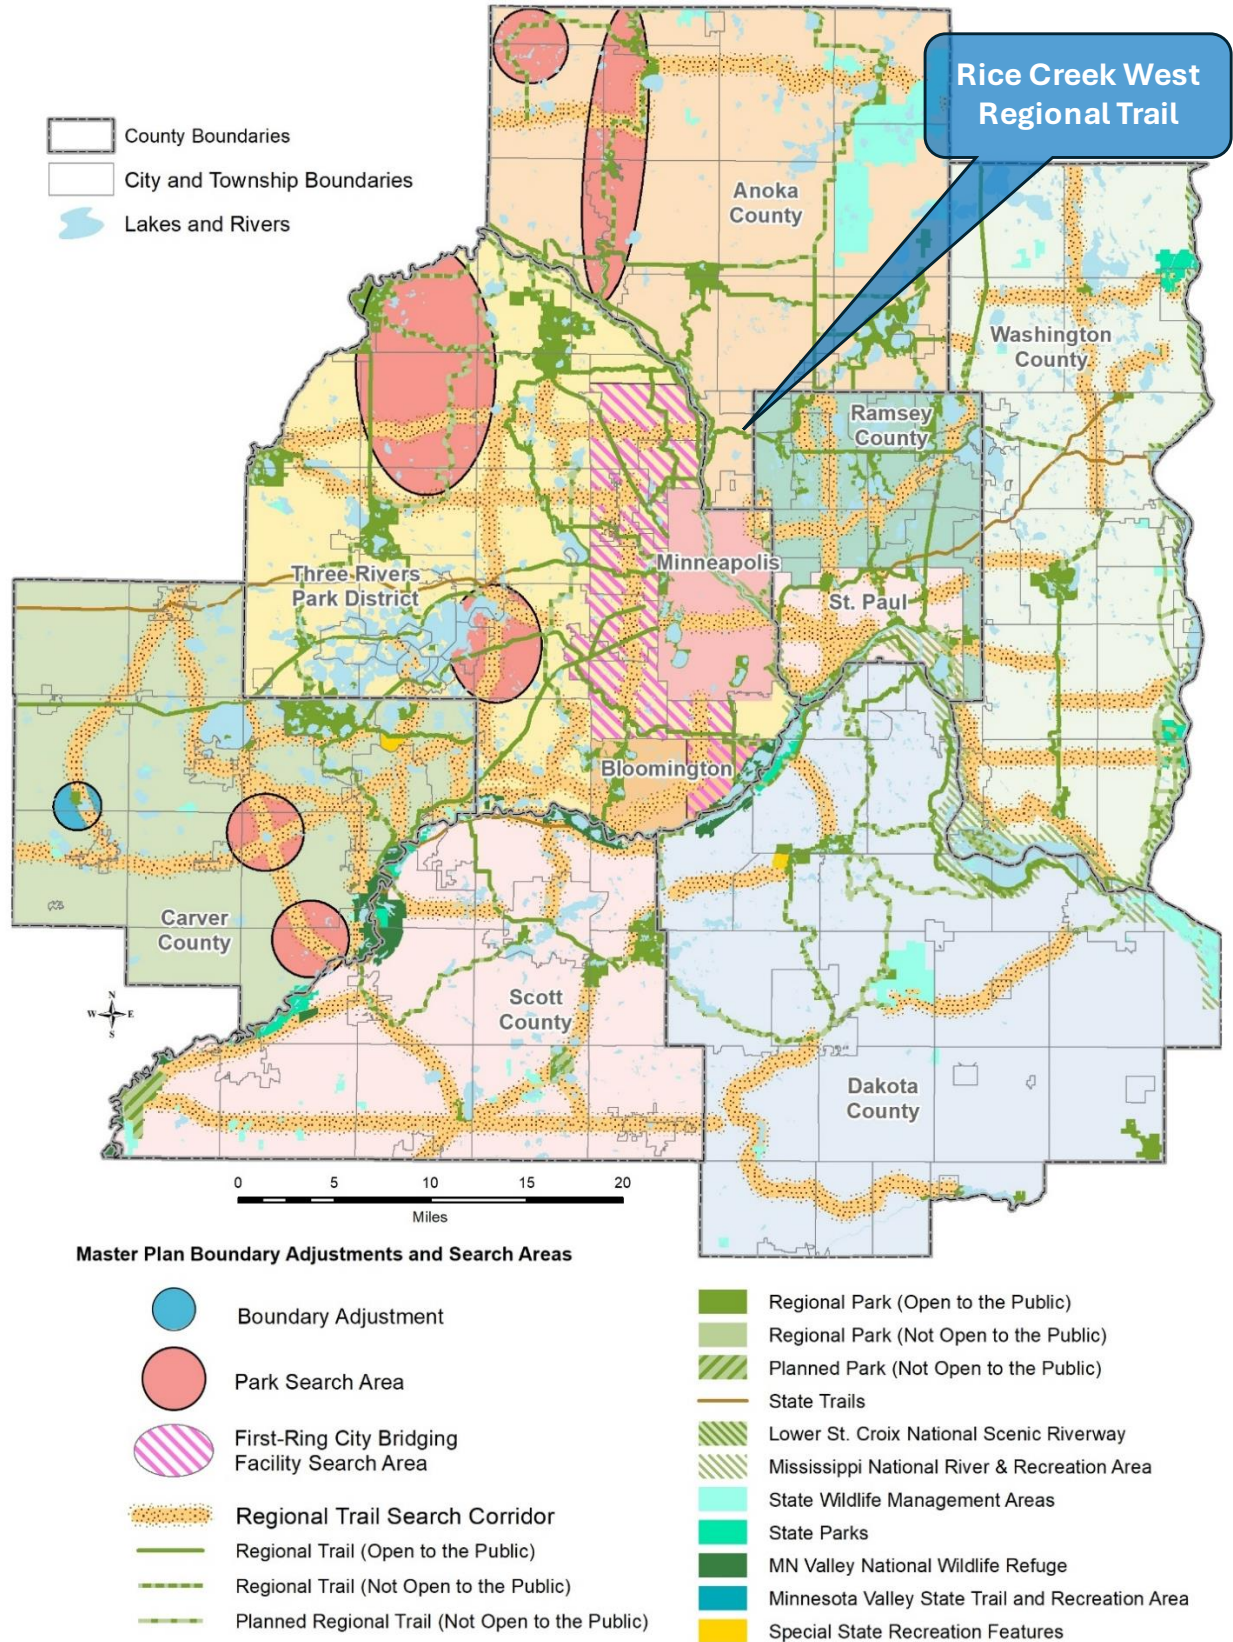 Rice Creek West
Regional Trail
County Boundaries
City and Township Boundaries
Lakes and Rivers
Anoka
County
Washington
County
Ramsey
County
Minneapolis
Three Rivers
Park District
St. Paul
Bloomington
Carver
County
Scott
County
Dakota
County
N
W E
S
0 5 10 15 20
Miles
Master Plan Boundary Adjustments and Search Areas
Boundary Adjustment
Park Search Area
First-Ring City Bridging
Facility Search Area
Regional Trail Search Corridor
Regional Trail (Open to the Public)
Regional Trail (Not Open to the Public)
Planned Regional Trail (Not Open to the Public)
Regional Park (Open to the Public)
Regional Park (Not Open to the Public)
Planned Park (Not Open to the Public)
State Trails
Lower St. Croix National Scenic Riverway
Mississippi National River & Recreation Area
State Wildlife Management Areas
State Parks
MN Valley National Wildlife Refuge
Minnesota Valley State Trail and Recreation Area
Special State Recreation Features